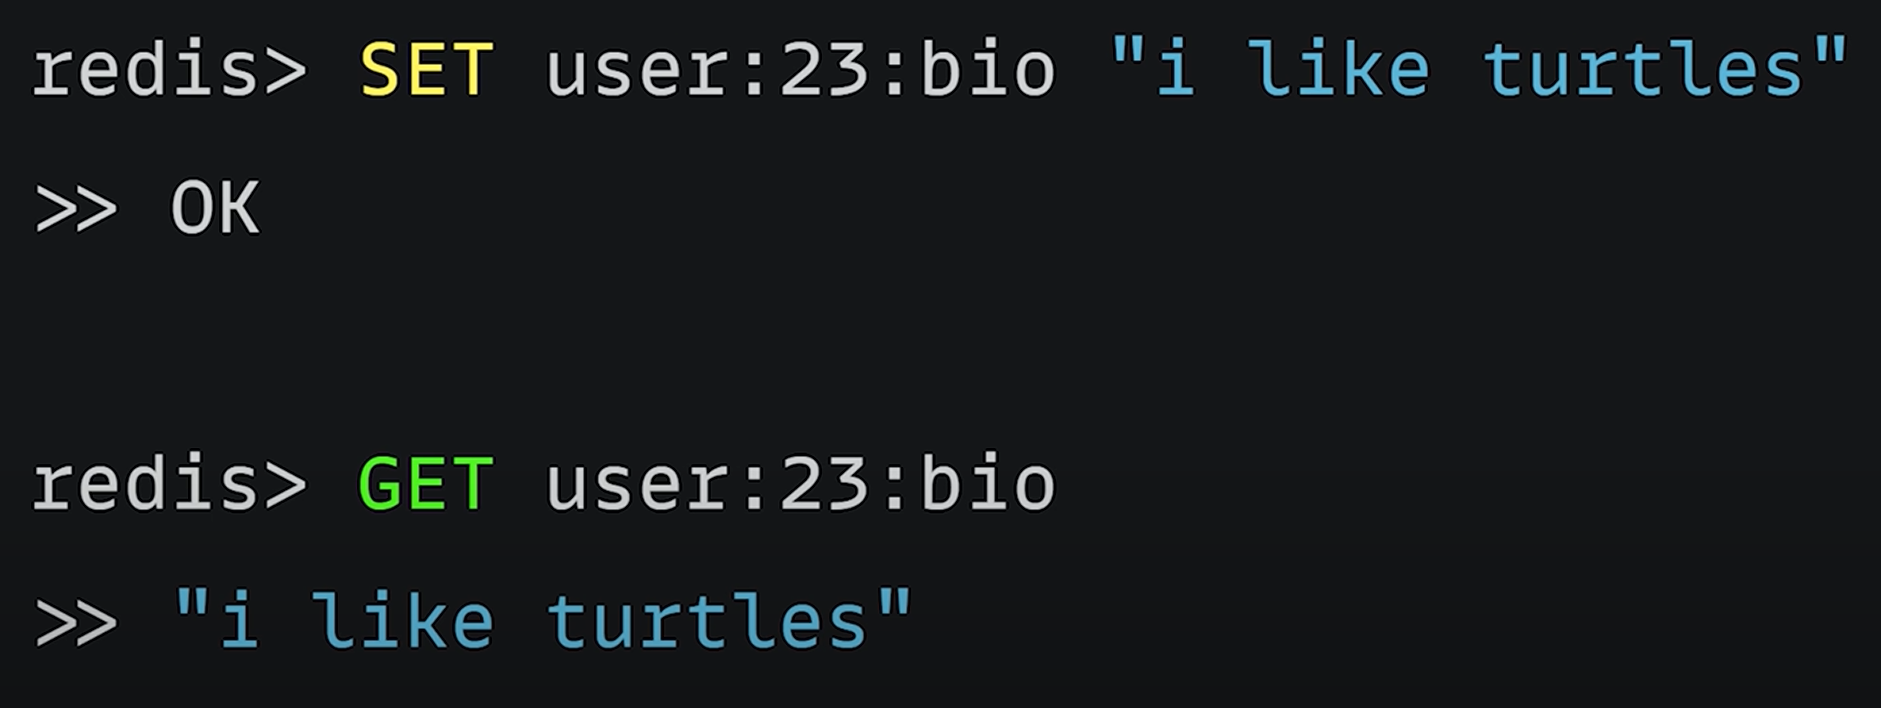 redis> SET user:23:bio "i like turtles"
>> OK
redis> GET user:23:bio
>> "i like turtles"